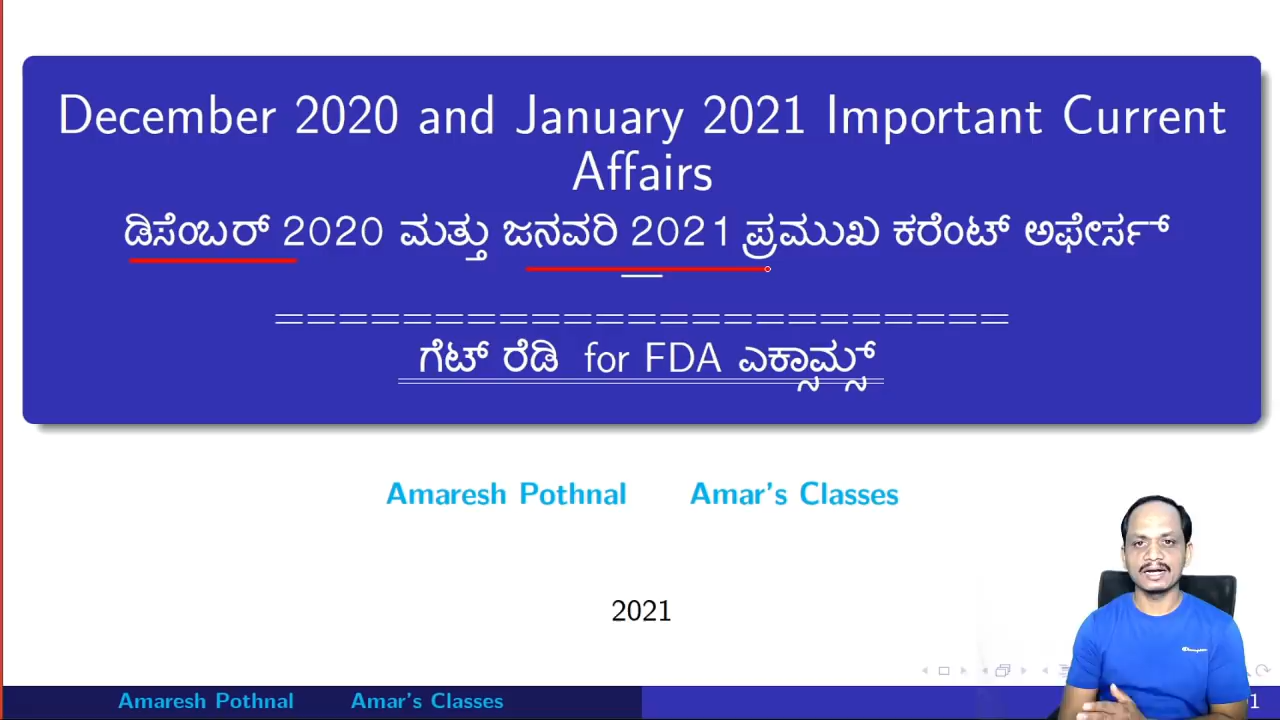 December 2020 and January 2021 Important Current
Affairs
ಡಿಸೆಂಬರ್ 2020 ಮತ್ತು ಜನವರಿ 2021 ಪ್ರಮುಖ ಕರೆಂಟ್ ಅಫೇರ್ಸ್
========================
ಗೆಟ್ ರೆಡಿ for FDA ಎಕ್ಸಾಮ್ಸ್
Amaresh Pothnal Amar's Classes
2021
Amaresh Pothnal Amar's Classes
1